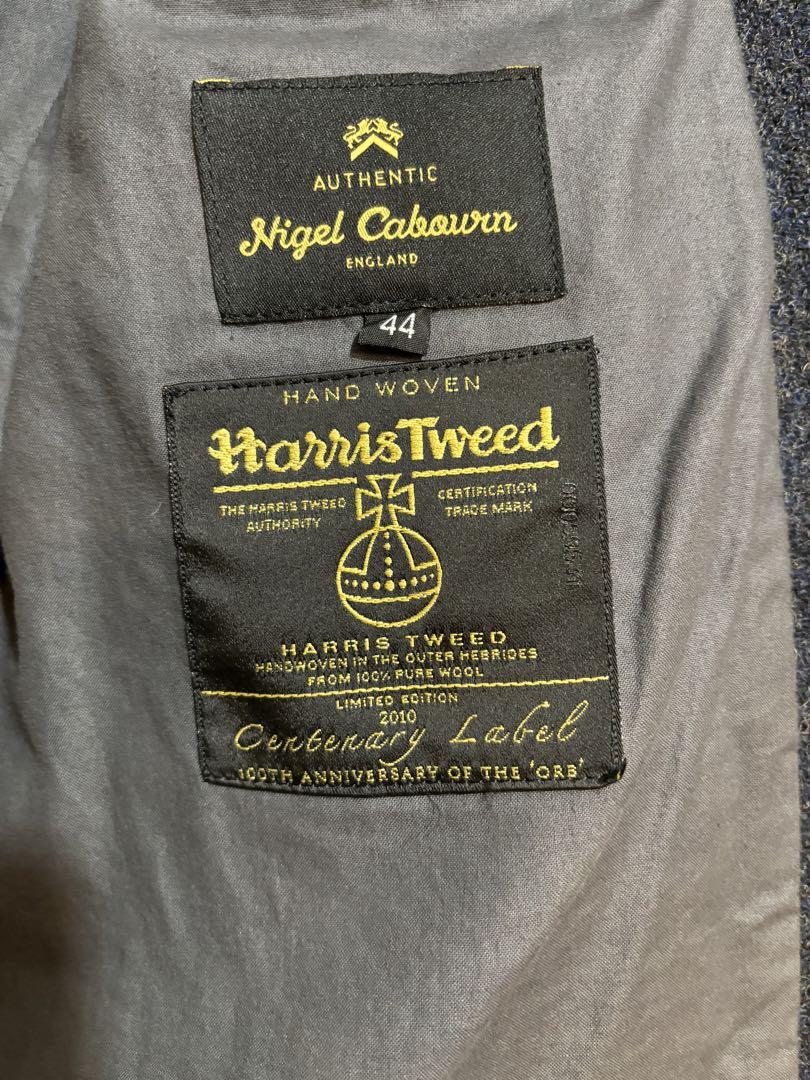 AUTHENTIC
Nigel Cabourn
ENGLAND
44
HAND WOVEN
Harris Tweed
THE HARRIS TWEED
AUTHORITY
CERTIFICATION
TRADE MARK
HARRIS TWEED
HANDWOVEN IN THE OUTER HEBRIDES
FROM 100% PURE WOOL
LIMITED EDITION
2010
Centenary Label
100TH ANNIVERSARY OF THE 'ORB'